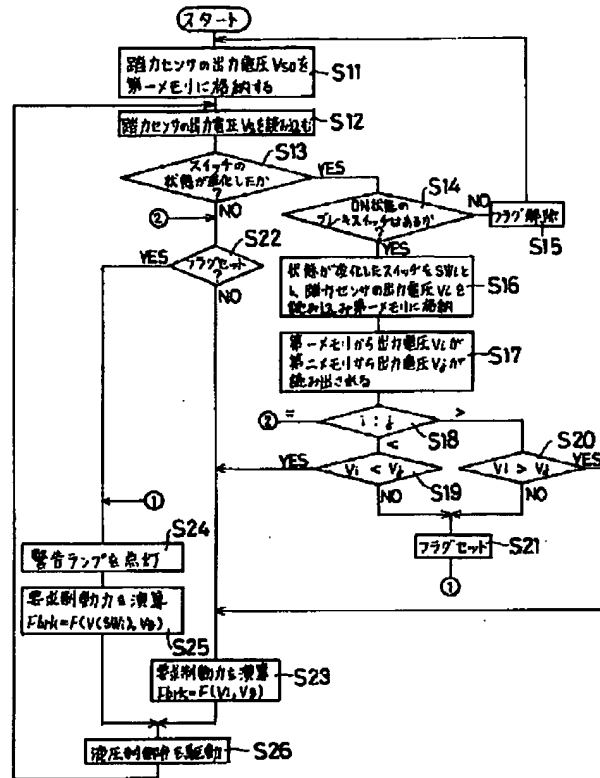 スタート
踏力センサの出力電圧Vsoを
第一メモリに格納する
S11
踏力センサの出力電圧Vsを読み込む
S12
スイッチの
状態が変化したか
?
S13
YES
NO
②
ON状態の
ブレーキスイッチはあるか
?
S14
NO
YES
フラグ解除
S15
状態が変化したスイッチをSWiと
し、踏力センサの出力電圧Viを
読み込み第一メモリに格納
S16
第一メモリから出力電圧Viが
第二メモリから出力電圧Vjが
読み出される
S17
フラグセット
?
S22
YES
NO
②
=
i : j
>
<
S18
Vi < Vj
S19
YES
NO
Vi > Vj
S20
YES
NO
フラグセット
S21
①
①
警告ランプを点灯
S24
要求制動力を演算
Fbrk=F(V(SWi), Vs)
S25
要求制動力を演算
Fbrk=F(Vi, Vs)
S23
液圧制御弁を駆動
S26